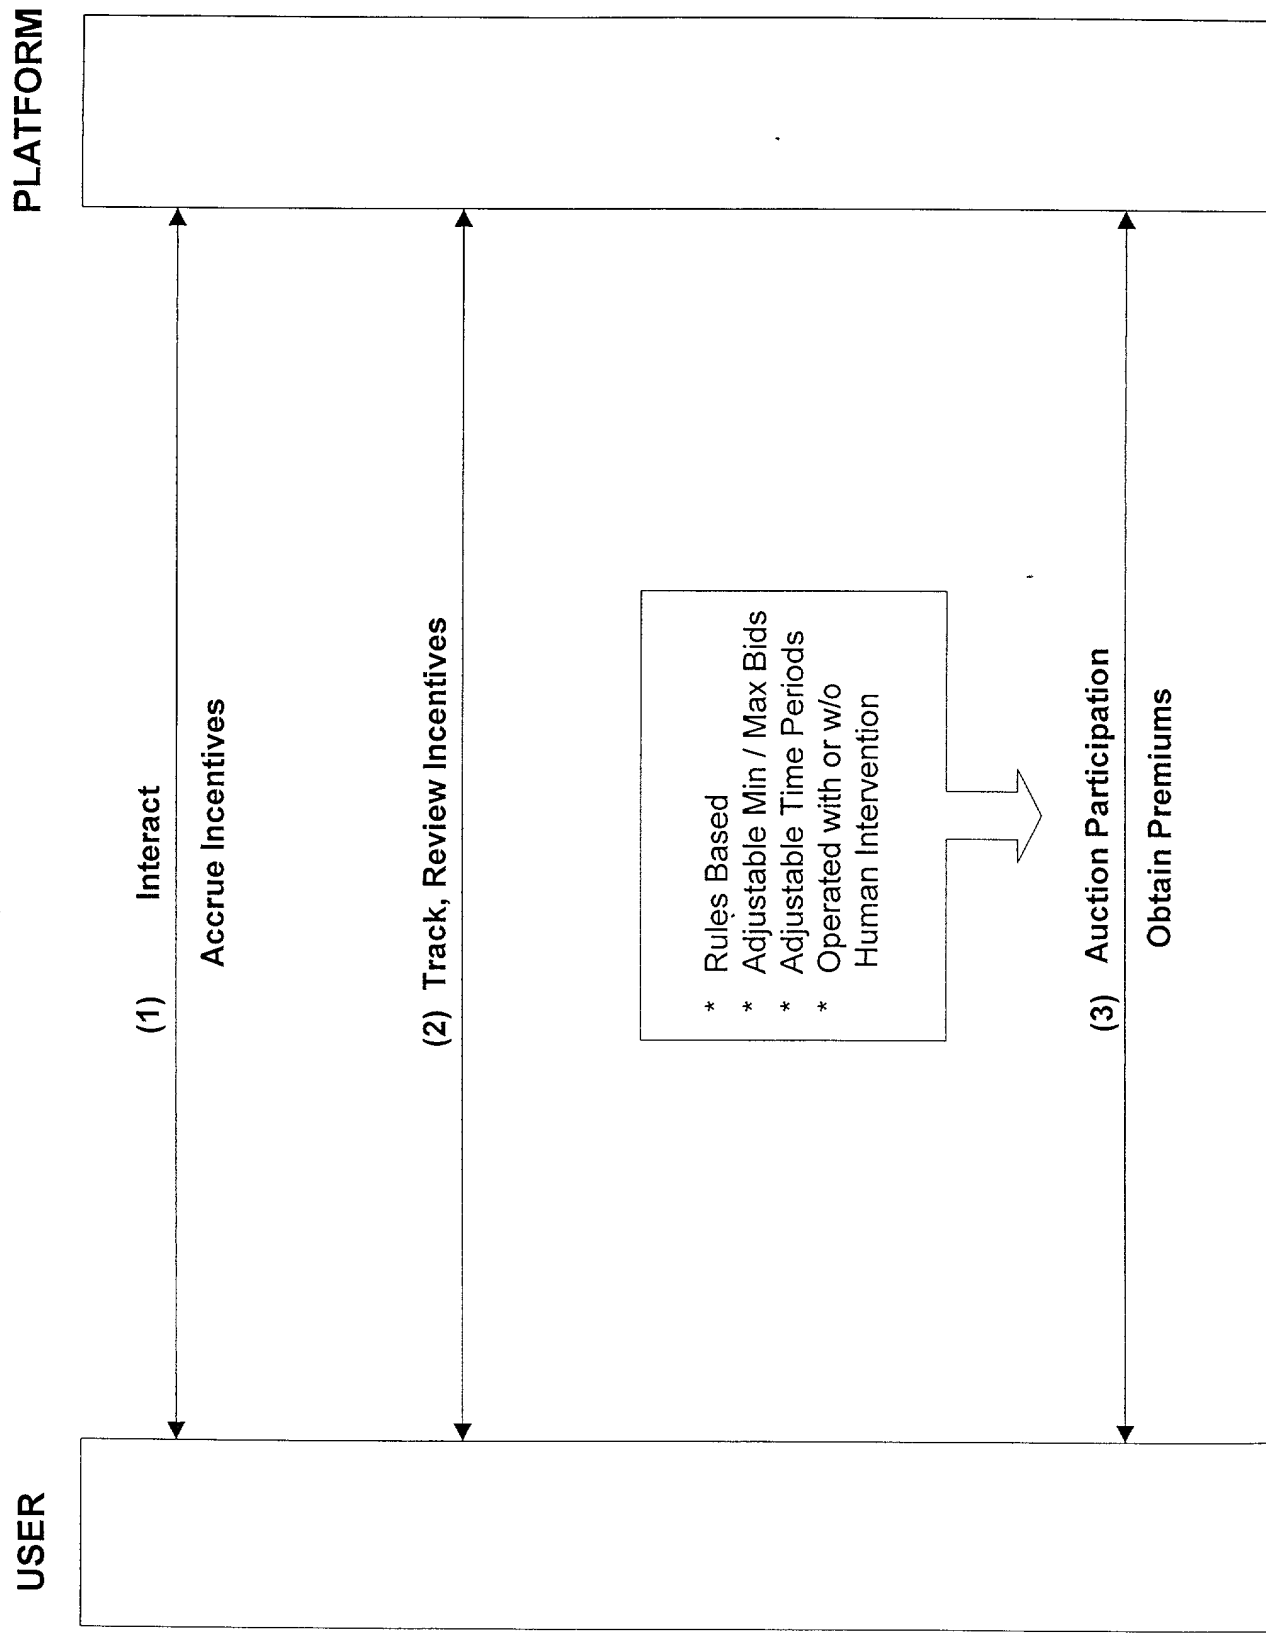 USER
PLATFORM
(1) Interact
Accrue Incentives
(2) Track, Review Incentives
* Rules Based
* Adjustable Min / Max Bids
* Adjustable Time Periods
* Operated with or w/o
Human Intervention
(3) Auction Participation
Obtain Premiums